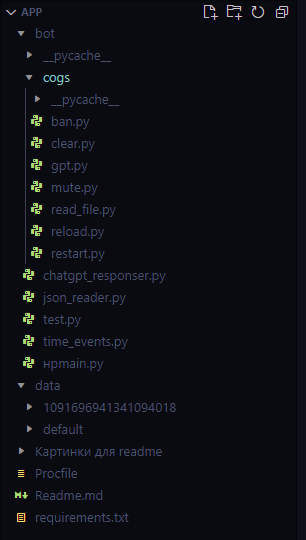 APP
bot
__pycache__
cogs
__pycache__
ban.py
clear.py
gpt.py
mute.py
read_file.py
reload.py
restart.py
chatgpt_responser.py
json_reader.py
test.py
time_events.py
нpmain.py
data
1091696941341094018
default
Картинки для readme
Procfile
Readme.md
requirements.txt